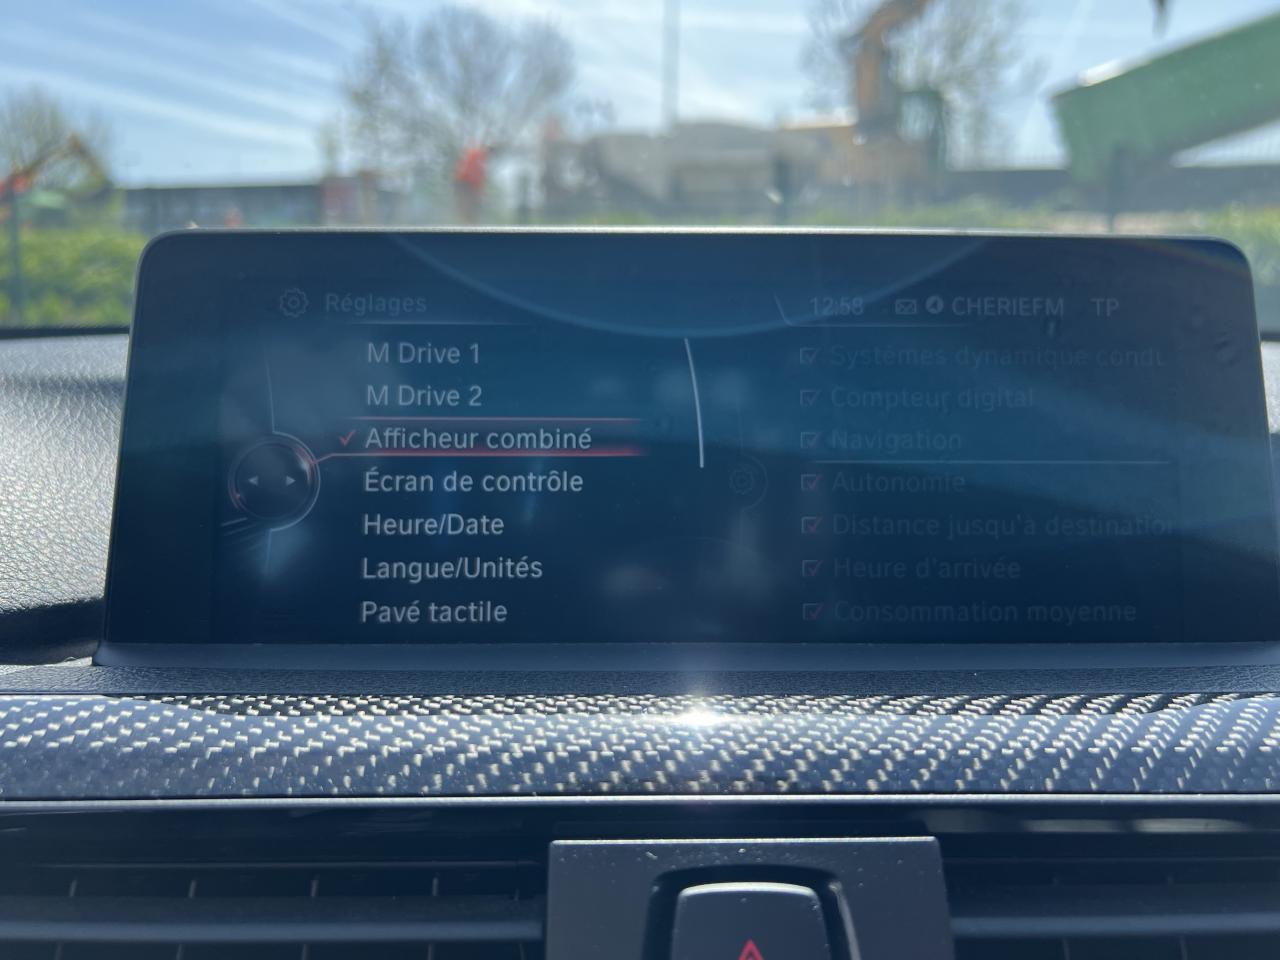 Réglages
12:58 CHERIEFM TP
M Drive 1
M Drive 2
Afficheur combiné
Écran de contrôle
Heure/Date
Langue/Unités
Pavé tactile
Systèmes dynamique condu
Compteur digital
Navigation
Autonomie
Distance jusqu'à destination
Heure d'arrivée
Consommation moyenne